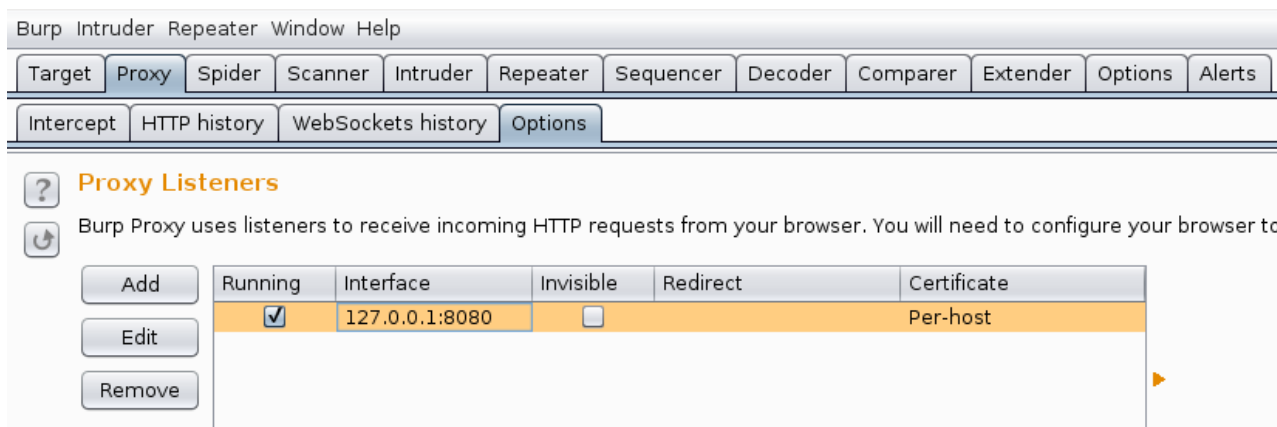 Burp Intruder Repeater Window Help
Target Proxy Spider Scanner Intruder Repeater Sequencer Decoder Comparer Extender Options Alerts
Intercept HTTP history WebSockets history Options
? Proxy Listeners
Burp Proxy uses listeners to receive incoming HTTP requests from your browser. You will need to configure your browser to
Add Running Interface Invisible Redirect Certificate
127.0.0.1:8080 Per-host
Edit
Remove